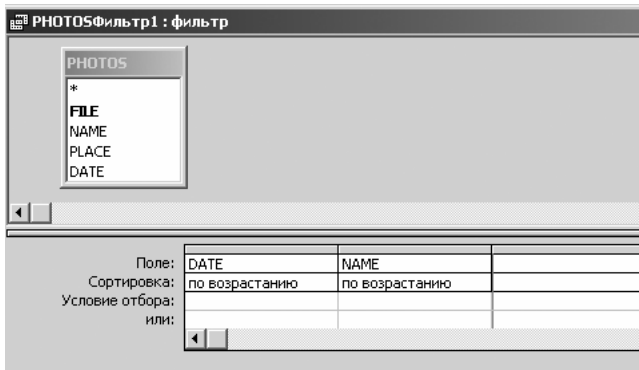 PHOTOSФильтр1 : фильтр
PHOTOS
*
FILE
NAME
PLACE
DATE
Поле: DATE NAME
Сортировка: по возрастанию по возрастанию
Условие отбора:
или: